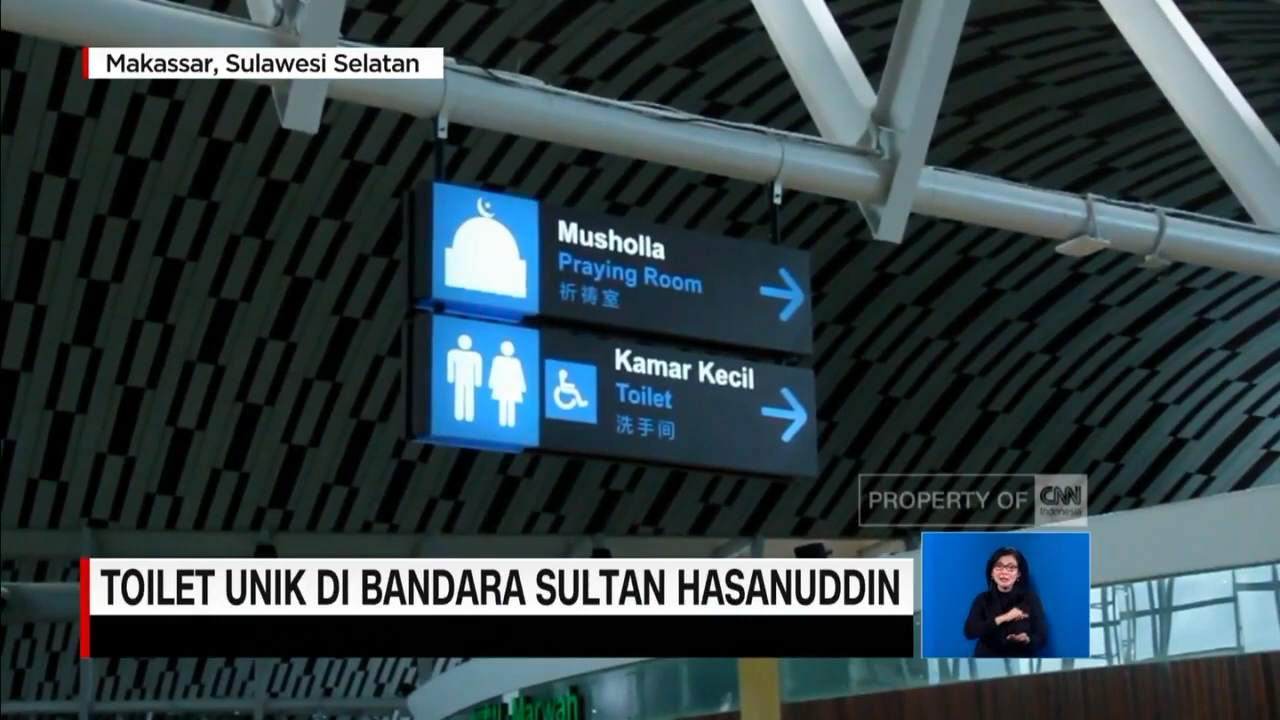 Makassar, Sulawesi Selatan
Musholla
Praying Room
祈祷室
Kamar Kecil
Toilet
洗手间
PROPERTY OF CNN
Indonesia
TOILET UNIK DI BANDARA SULTAN HASANUDDIN
Marwah